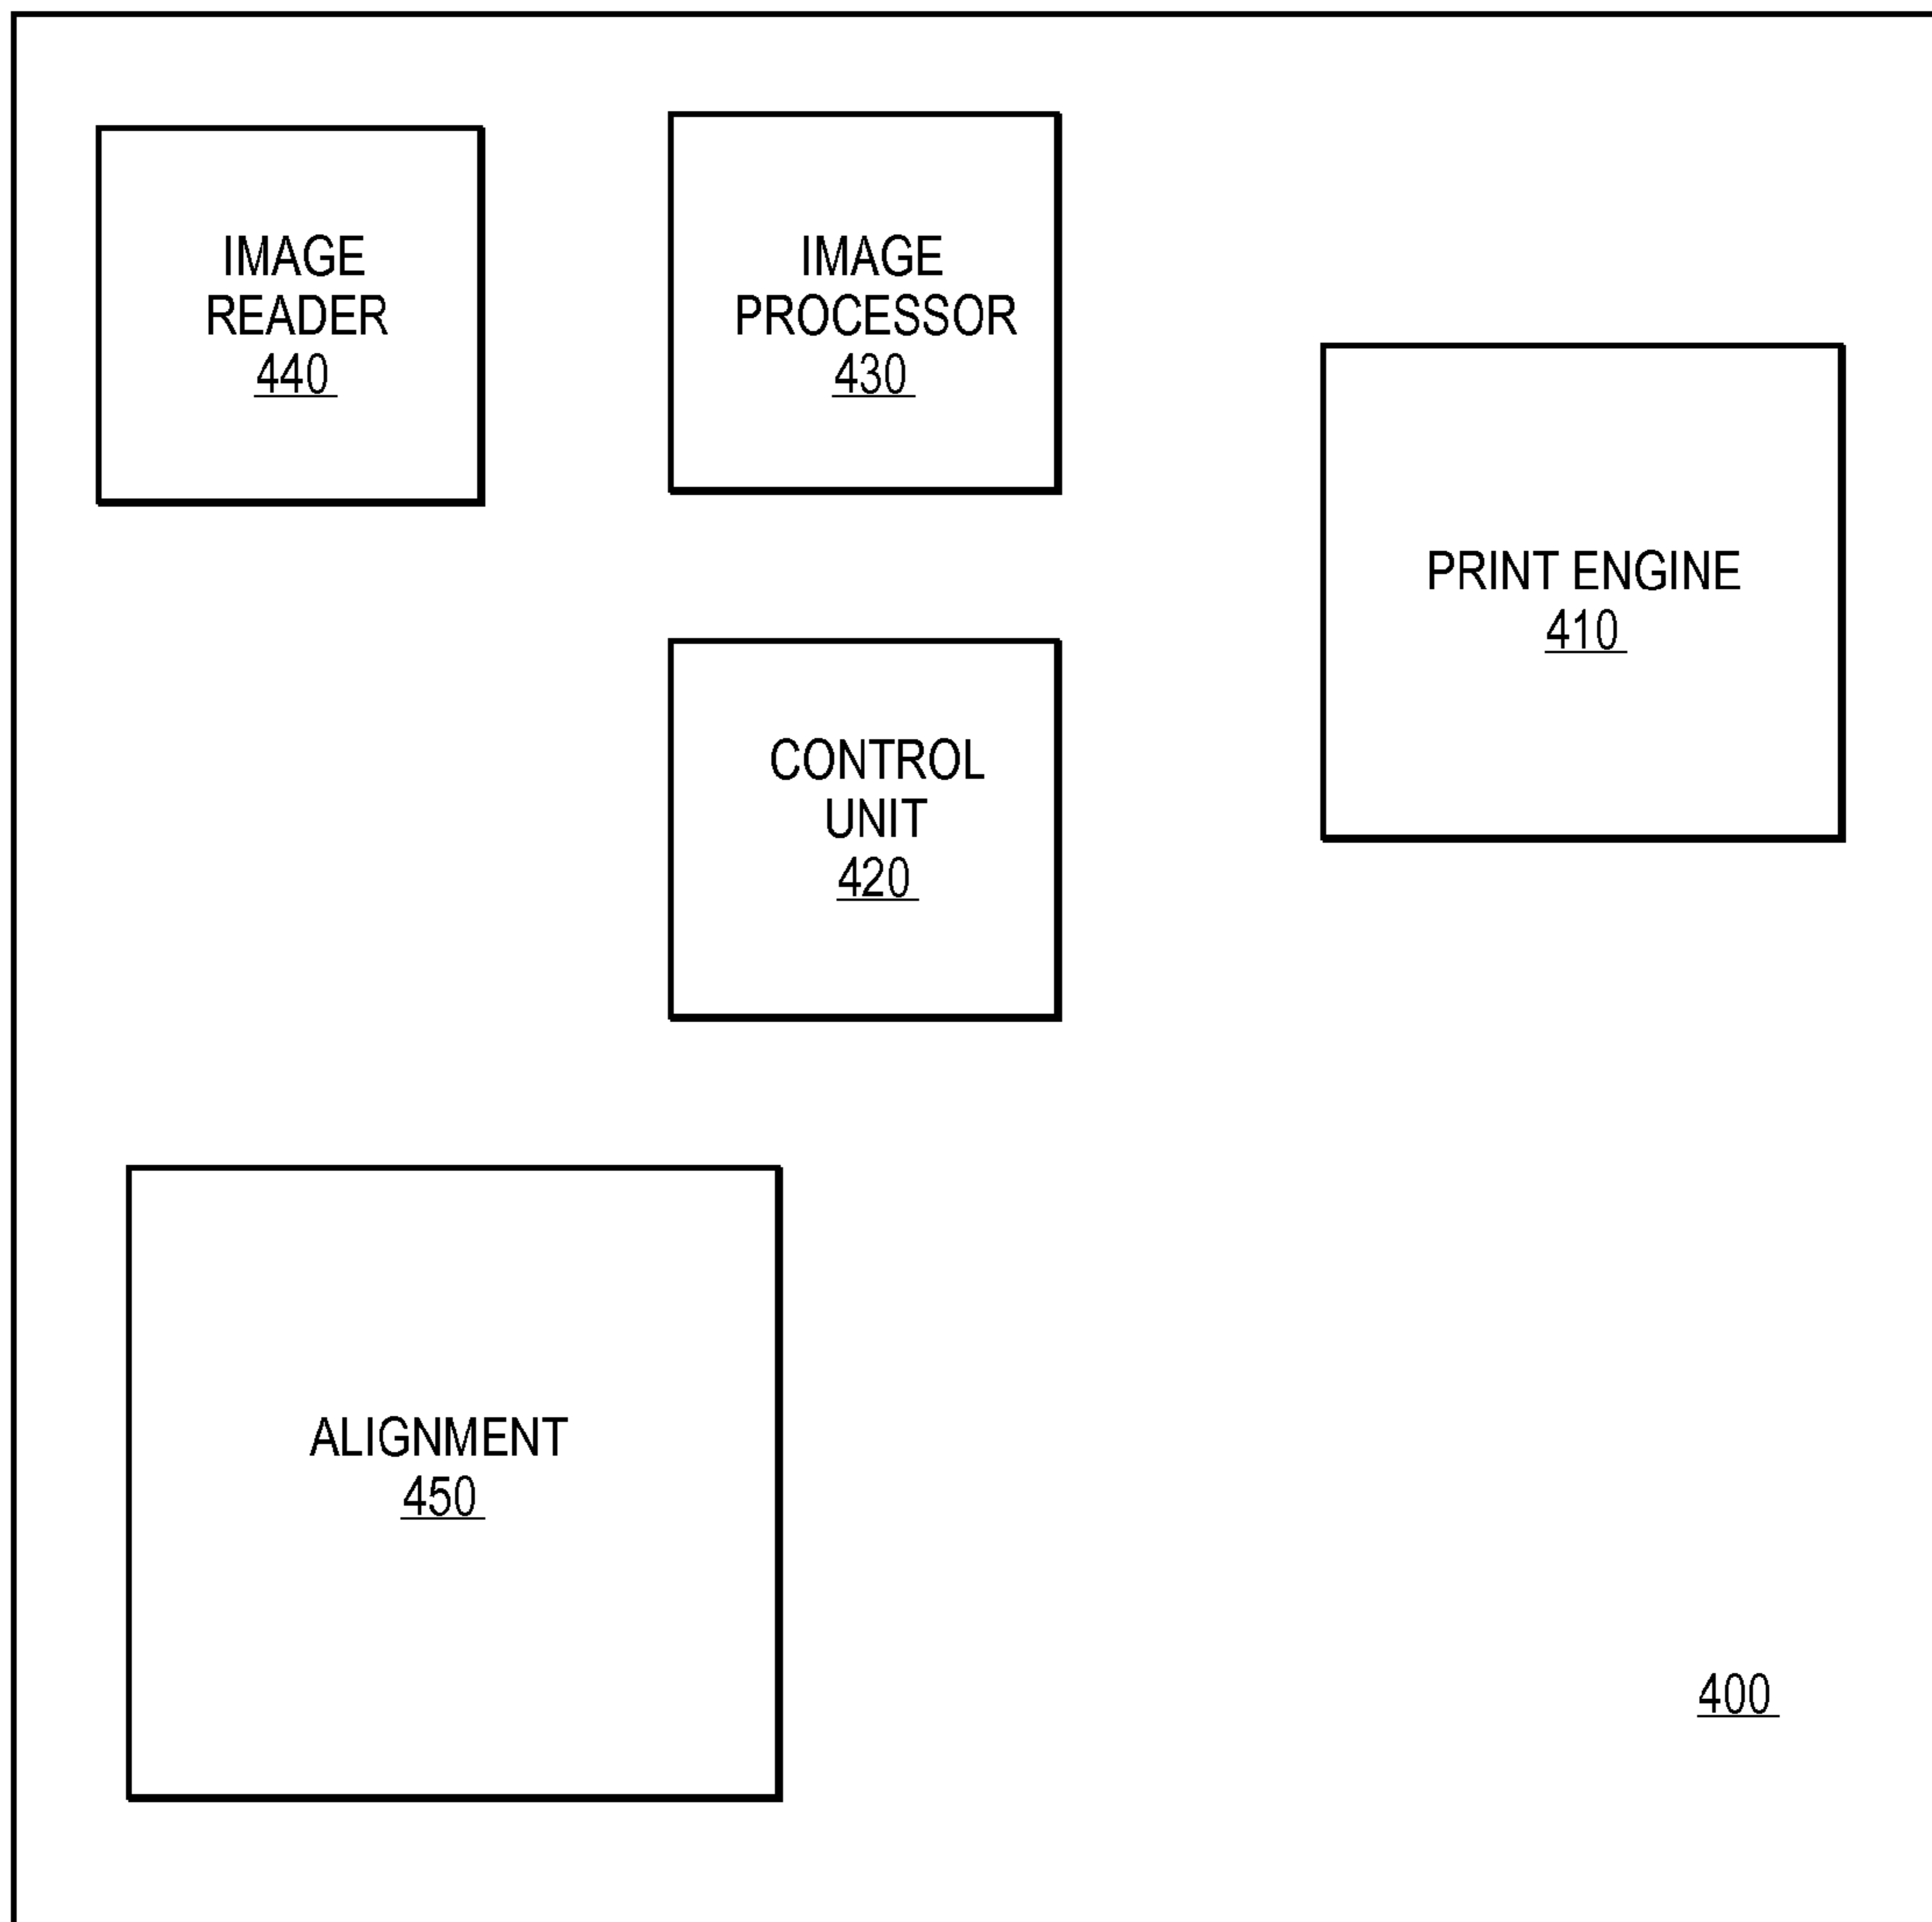 IMAGE
READER
440
IMAGE
PROCESSOR
430
PRINT ENGINE
410
CONTROL
UNIT
420
ALIGNMENT
450
400